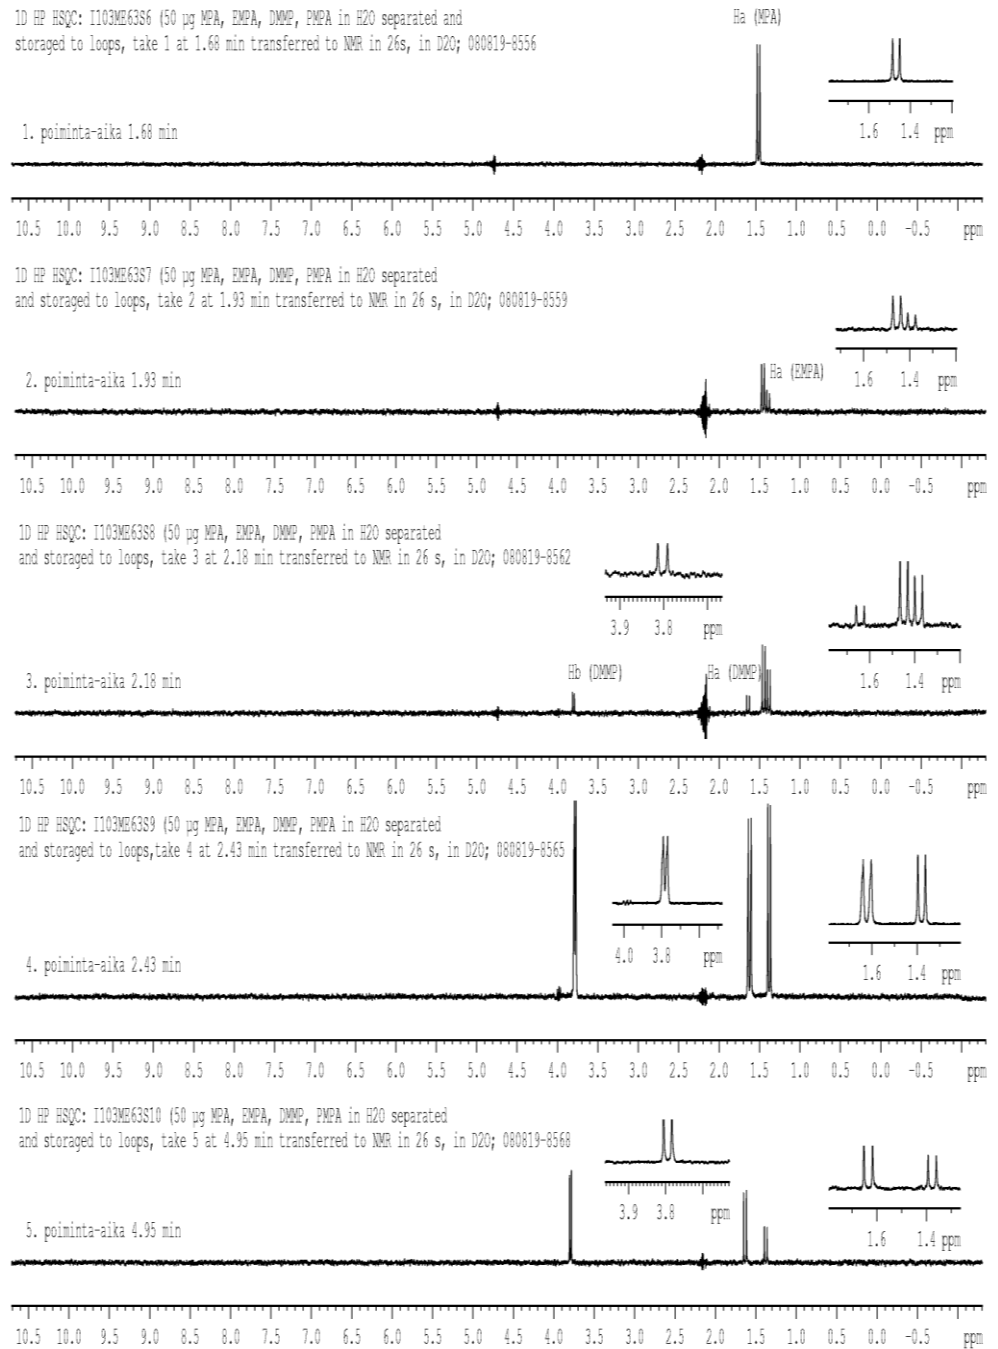 1D HP HSQC: I103ME63S6 (50 µg MPA, EMPA, DMMP, PMPA in H2O separated and
storaged to loops, take 1 at 1.68 min transferred to NMR in 26s, in D2O; 080819-8556
Ha (MPA)
1.6 1.4 ppm
1. poiminta-aika 1.68 min
10.5 10.0 9.5 9.0 8.5 8.0 7.5 7.0 6.5 6.0 5.5 5.0 4.5 4.0 3.5 3.0 2.5 2.0 1.5 1.0 0.5 0.0 -0.5 ppm
1D HP HSQC: I103ME63S7 (50 µg MPA, EMPA, DMMP, PMPA in H2O separated
and storaged to loops, take 2 at 1.93 min transferred to NMR in 26 s, in D2O; 080819-8559
2. poiminta-aika 1.93 min
Ha (EMPA)
1.6 1.4 ppm
10.5 10.0 9.5 9.0 8.5 8.0 7.5 7.0 6.5 6.0 5.5 5.0 4.5 4.0 3.5 3.0 2.5 2.0 1.5 1.0 0.5 0.0 -0.5 ppm
1D HP HSQC: I103ME63S8 (50 µg MPA, EMPA, DMMP, PMPA in H2O separated
and storaged to loops, take 3 at 2.18 min transferred to NMR in 26 s, in D2O; 080819-8562
3.9 3.8 ppm
1.6 1.4 ppm
3. poiminta-aika 2.18 min
Hb (DMMP)
Ha (DMMP)
10.5 10.0 9.5 9.0 8.5 8.0 7.5 7.0 6.5 6.0 5.5 5.0 4.5 4.0 3.5 3.0 2.5 2.0 1.5 1.0 0.5 0.0 -0.5 ppm
1D HP HSQC: I103ME63S9 (50 µg MPA, EMPA, DMMP, PMPA in H2O separated
and storaged to loops,take 4 at 2.43 min transferred to NMR in 26 s, in D2O; 080819-8565
4.0 3.8 ppm
1.6 1.4 ppm
4. poiminta-aika 2.43 min
10.5 10.0 9.5 9.0 8.5 8.0 7.5 7.0 6.5 6.0 5.5 5.0 4.5 4.0 3.5 3.0 2.5 2.0 1.5 1.0 0.5 0.0 -0.5 ppm
1D HP HSQC: I103ME63S10 (50 µg MPA, EMPA, DMMP, PMPA in H2O separated
and storaged to loops, take 5 at 4.95 min transferred to NMR in 26 s, in D2O; 080819-8568
3.9 3.8 ppm
1.6 1.4 ppm
5. poiminta-aika 4.95 min
10.5 10.0 9.5 9.0 8.5 8.0 7.5 7.0 6.5 6.0 5.5 5.0 4.5 4.0 3.5 3.0 2.5 2.0 1.5 1.0 0.5 0.0 -0.5 ppm